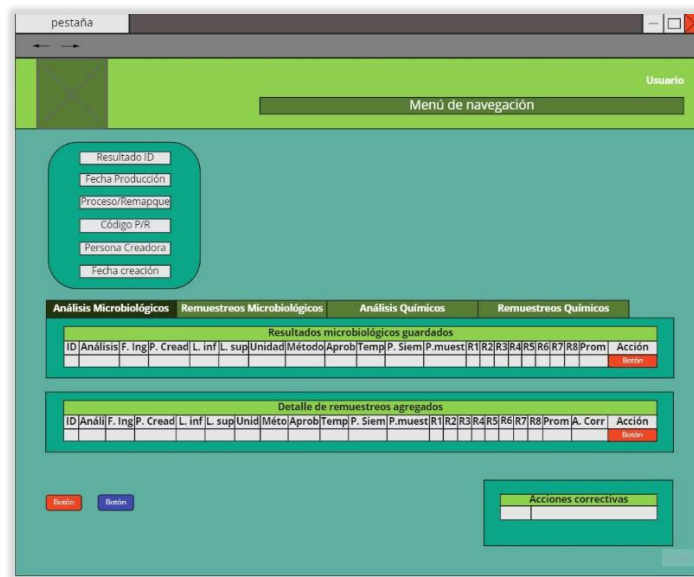 pestaña
Usuario
Menú de navegación
Resultado ID
Fecha Producción
Proceso/Remapque
Código P/R
Persona Creadora
Fecha creación
Análisis Microbiológicos Remuestreos Microbiológicos Análisis Químicos Remuestreos Químicos
Resultados microbiológicos guardados
ID Análisis F. Ing P. Cread L. inf L. sup Unidad Método Aprob Temp P. Siem P.muest R1 R2 R3 R4 R5 R6 R7 R8 Prom Acción
Botón
Detalle de remuestreos agregados
ID Análi F. Ing P. Cread L. inf L. sup Unid Méto Aprob Temp P. Siem P.muest R1 R2 R3 R4 R5 R6 R7 R8 Prom A. Corr Acción
Botón
Botón Botón
Acciones correctivas